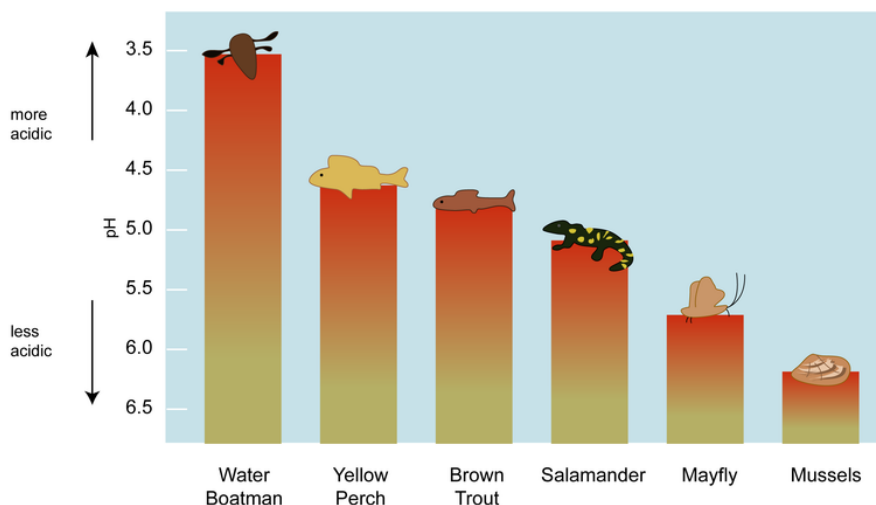 3.5
more
acidic
4.0
4.5
pH
5.0
5.5
less
acidic
6.0
6.5
Water
Boatman
Yellow
Perch
Brown
Trout
Salamander
Mayfly
Mussels